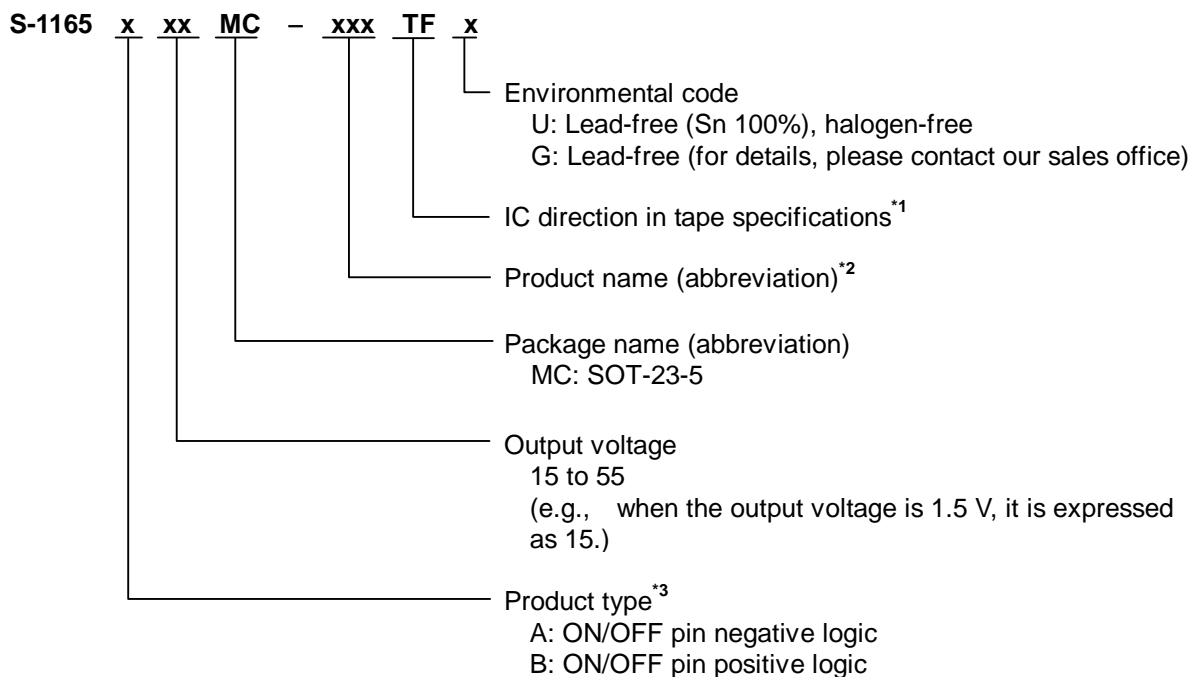 S-1165 x xx MC – xxx TF x
Environmental code
U: Lead-free (Sn 100%), halogen-free
G: Lead-free (for details, please contact our sales office)
IC direction in tape specifications*1
Product name (abbreviation)*2
Package name (abbreviation)
MC: SOT-23-5
Output voltage
15 to 55
(e.g., when the output voltage is 1.5 V, it is expressed
as 15.)
Product type*3
A: ON/OFF pin negative logic
B: ON/OFF pin positive logic